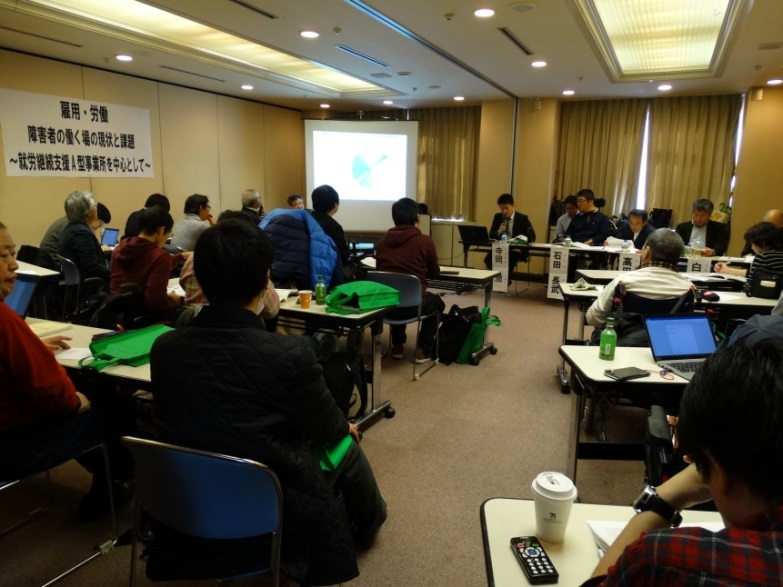 雇用・労働
障害者の働く場の現状と課題
～就労継続支援Ａ型事業所を中心として～
寺岡
石田
高
白